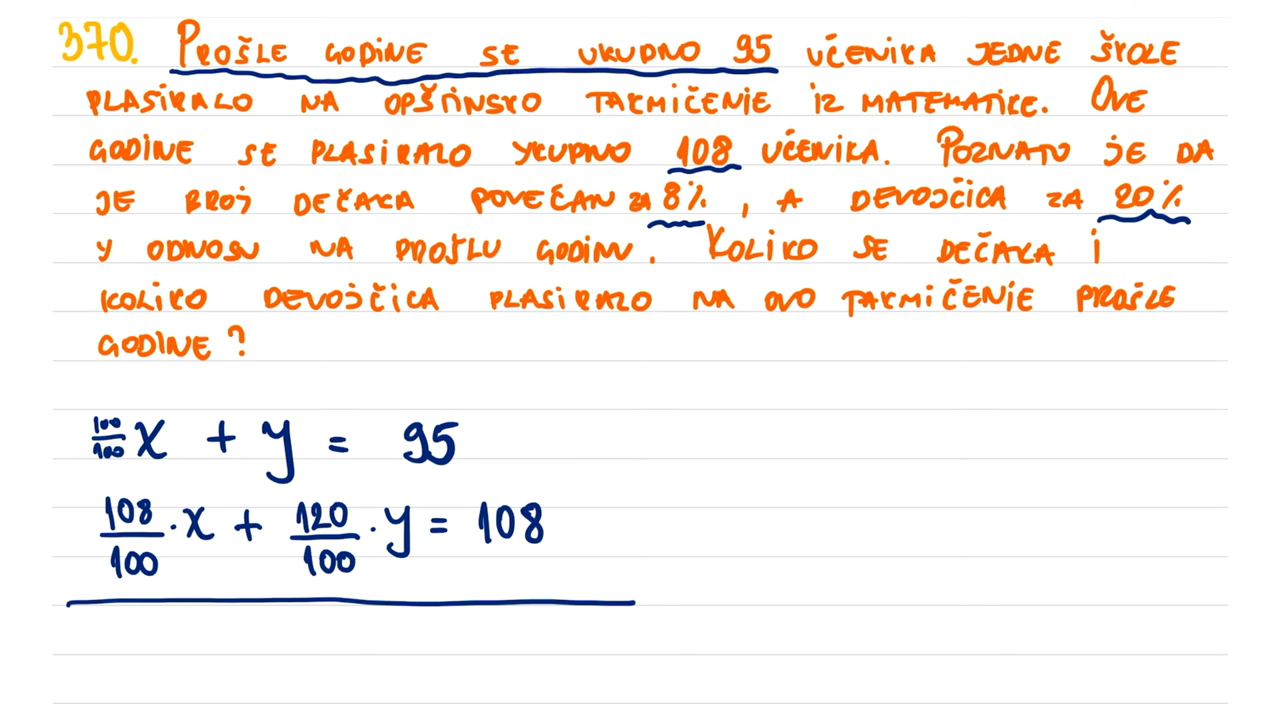 370. PROŠLE GODINE SE UKUPNO 95 UČENIKA JEDNE ŠKOLE
PLASIRALO NA OPŠTINSKO TAKMIČENJE IZ MATEMATIKE. OVE
GODINE SE PLASIRALO UKUPNO 108 UČENIKA. POZNATO JE DA
JE BROJ DEČAKA POVEĆAN ZA 8%, A DEVOJČICA ZA 20%
U ODNOSU NA PROŠLU GODINU. KOLIKO SE DEČAKA I
KOLIKO DEVOJČICA PLASIRALO NA OVO TAKMIČENJE PROŠLE
GODINE?
100/100 x + y = 95
108/100 · x + 120/100 · y = 108